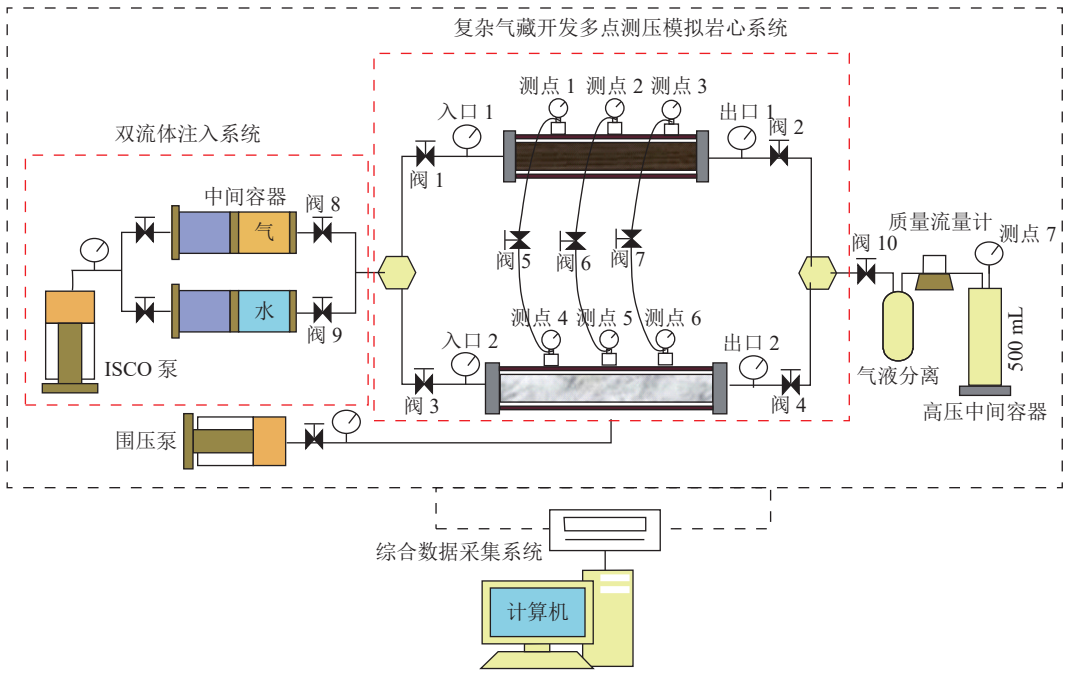 复杂气藏开发多点测压模拟岩心系统
测点 1
测点 2
测点 3
入口 1
出口 1
阀 2
双流体注入系统
阀 1
中间容器
阀 8
气
阀 5
阀 6
阀 7
阀 10
质量流量计
测点 7
水
阀 9
测点 4
测点 5
测点 6
入口 2
出口 2
ISCO 泵
阀 3
阀 4
气液分离
500 mL
高压中间容器
围压泵
综合数据采集系统
计算机